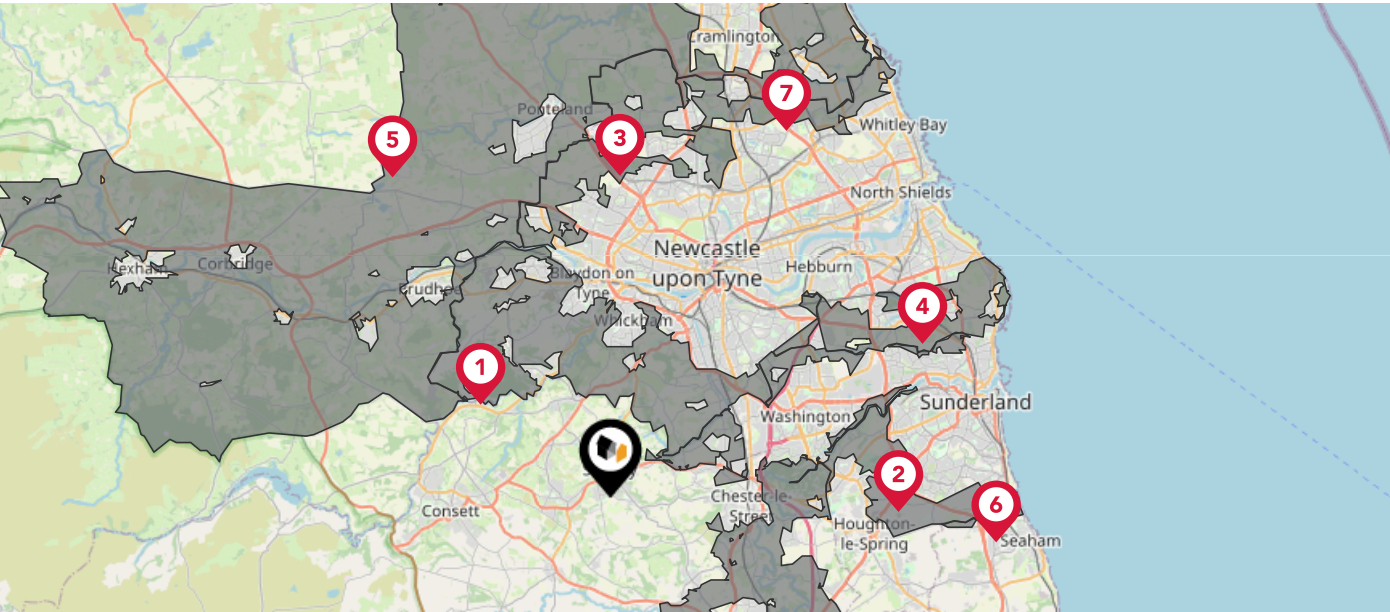 Cramlington
7
Ponteland
5
3
Whitley Bay
North Shields
Newcastle
upon Tyne
Hexham
Corbridge
Hebburn
Blaydon on
Tyne
Prudhoe
4
Whickham
1
Washington
Sunderland
2
Chester-le-
Street
6
Consett
Houghton-
le-Spring
Seaham